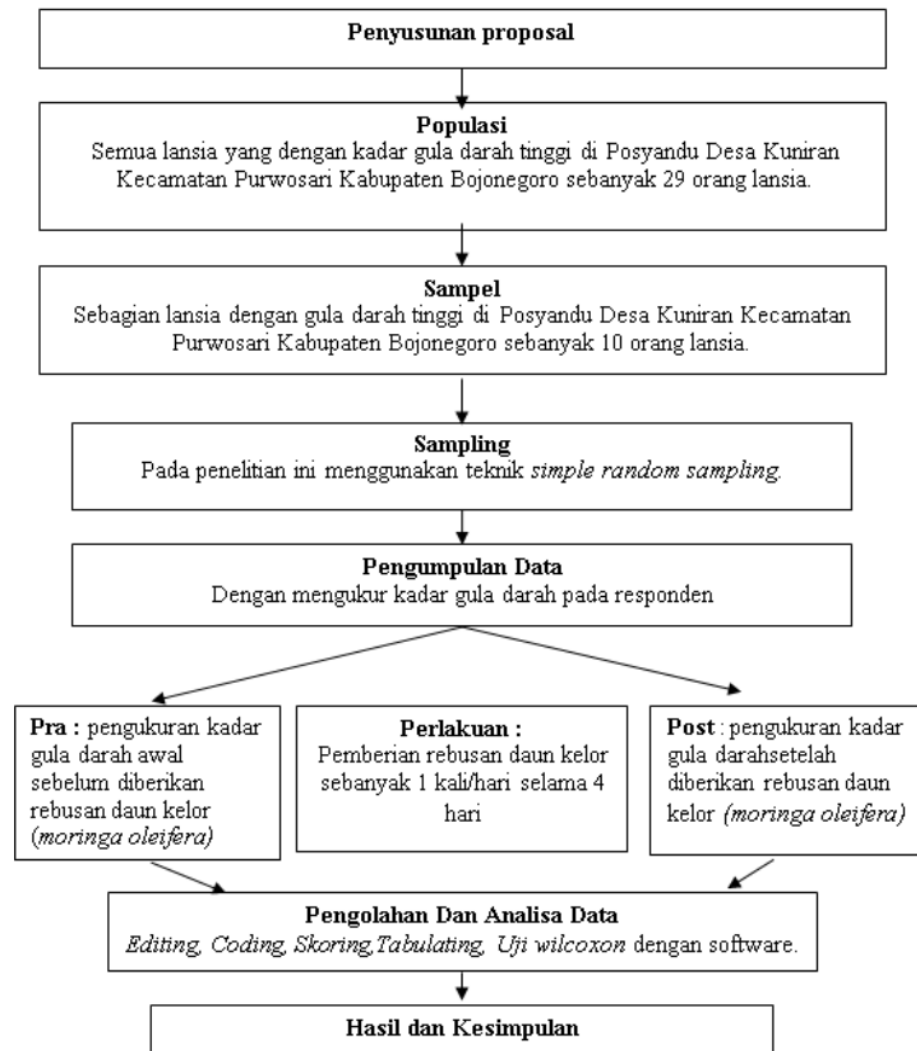 Penyusunan proposal
Populasi
Semua lansia yang dengan kadar gula darah tinggi di Posyandu Desa Kuniran
Kecamatan Purwosari Kabupaten Bojonegoro sebanyak 29 orang lansia.
Sampel
Sebagian lansia dengan gula darah tinggi di Posyandu Desa Kuniran Kecamatan
Purwosari Kabupaten Bojonegoro sebanyak 10 orang lansia.
Sampling
Pada penelitian ini menggunakan teknik simple random sampling.
Pengumpulan Data
Dengan mengukur kadar gula darah pada responden
Pra : pengukuran kadar
gula darah awal
sebelum diberikan
rebusan daun kelor
(moringa oleifera)
Perlakuan :
Pemberian rebusan daun kelor
sebanyak 1 kali/hari selama 4
hari
Post : pengukuran kadar
gula darahsetelah
diberikan rebusan daun
kelor (moringa oleifera)
Pengolahan Dan Analisa Data
Editing, Coding, Skoring,Tabulating, Uji wilcoxon dengan software.
Hasil dan Kesimpulan